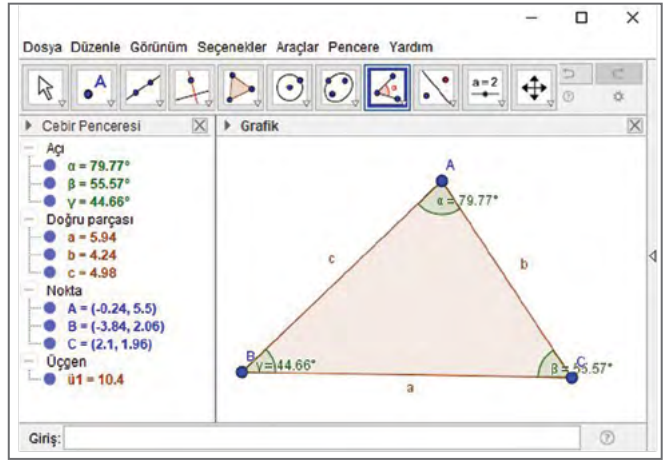 Dosya Düzenle Görünüm Seçenekler Araçlar Pencere Yardım
A
a=2
Cebir Penceresi
Grafik
Açı
α = 79.77°
β = 55.57°
γ = 44.66°
Doğru parçası
a = 5.94
b = 4.24
c = 4.98
Nokta
A = (-0.24, 5.5)
B = (-3.84, 2.06)
C = (2.1, 1.96)
Üçgen
ü1 = 10.4
A
α = 79.77°
c
b
B
γ = 44.66°
C
β = 55.57°
a
Giriş: